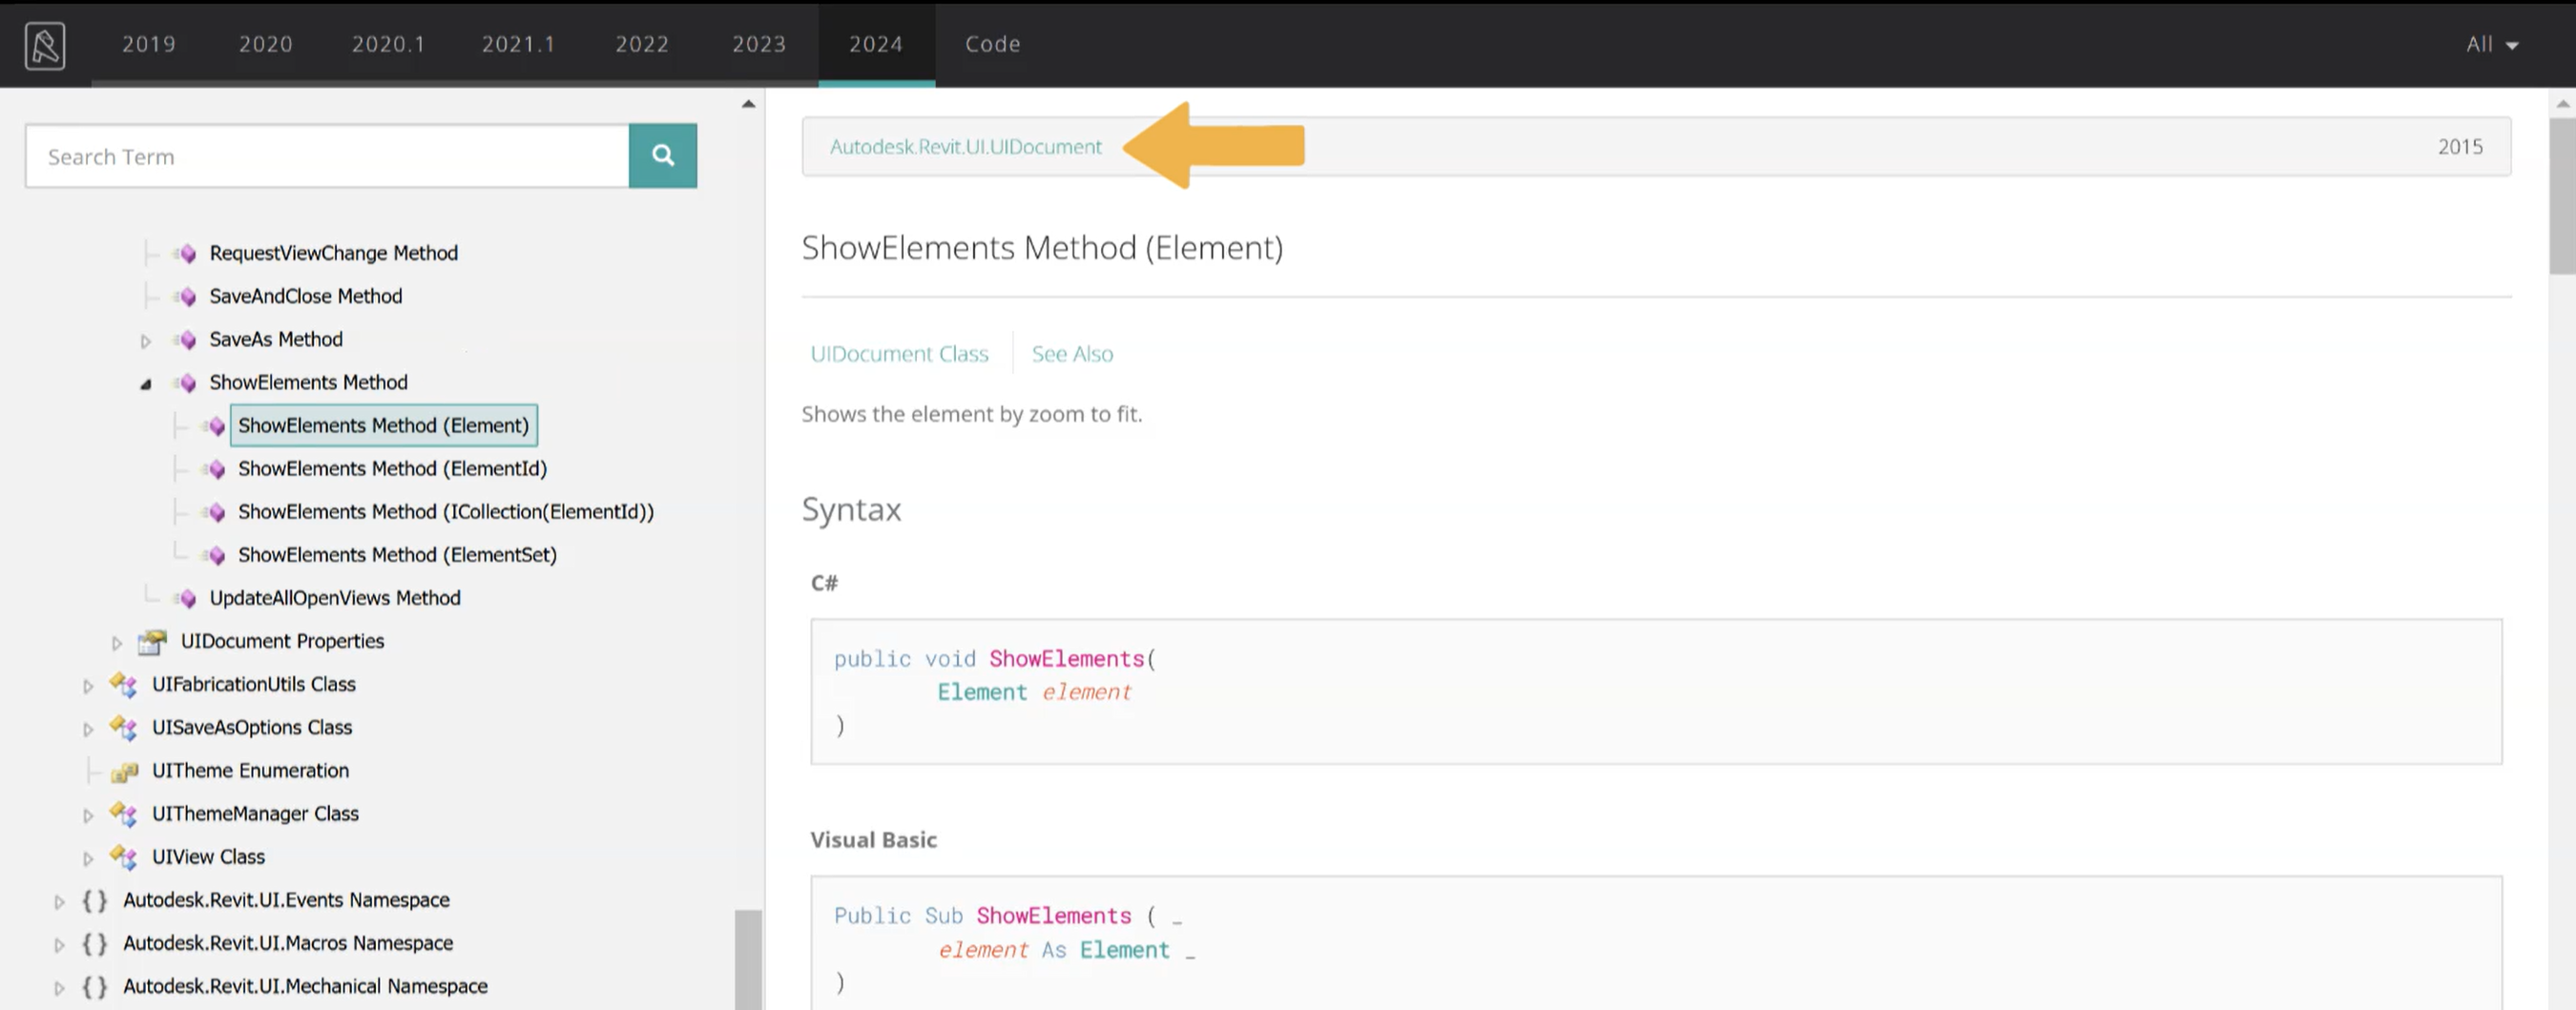 2019 2020 2020.1 2021.1 2022 2023 2024 Code All
Search Term
RequestViewChange Method
SaveAndClose Method
SaveAs Method
ShowElements Method
ShowElements Method (Element)
ShowElements Method (ElementId)
ShowElements Method (ICollection(ElementId))
ShowElements Method (ElementSet)
UpdateAllOpenViews Method
UIDocument Properties
UIFabricationUtils Class
UISaveAsOptions Class
UITheme Enumeration
UIThemeManager Class
UIView Class
{} Autodesk.Revit.UI.Events Namespace
{} Autodesk.Revit.UI.Macros Namespace
{} Autodesk.Revit.UI.Mechanical Namespace
Autodesk.Revit.UI.UIDocument 2015
ShowElements Method (Element)
UIDocument Class See Also
Shows the element by zoom to fit.
Syntax
C#
public void ShowElements(
Element element
)
Visual Basic
Public Sub ShowElements ( _
element As Element _
)